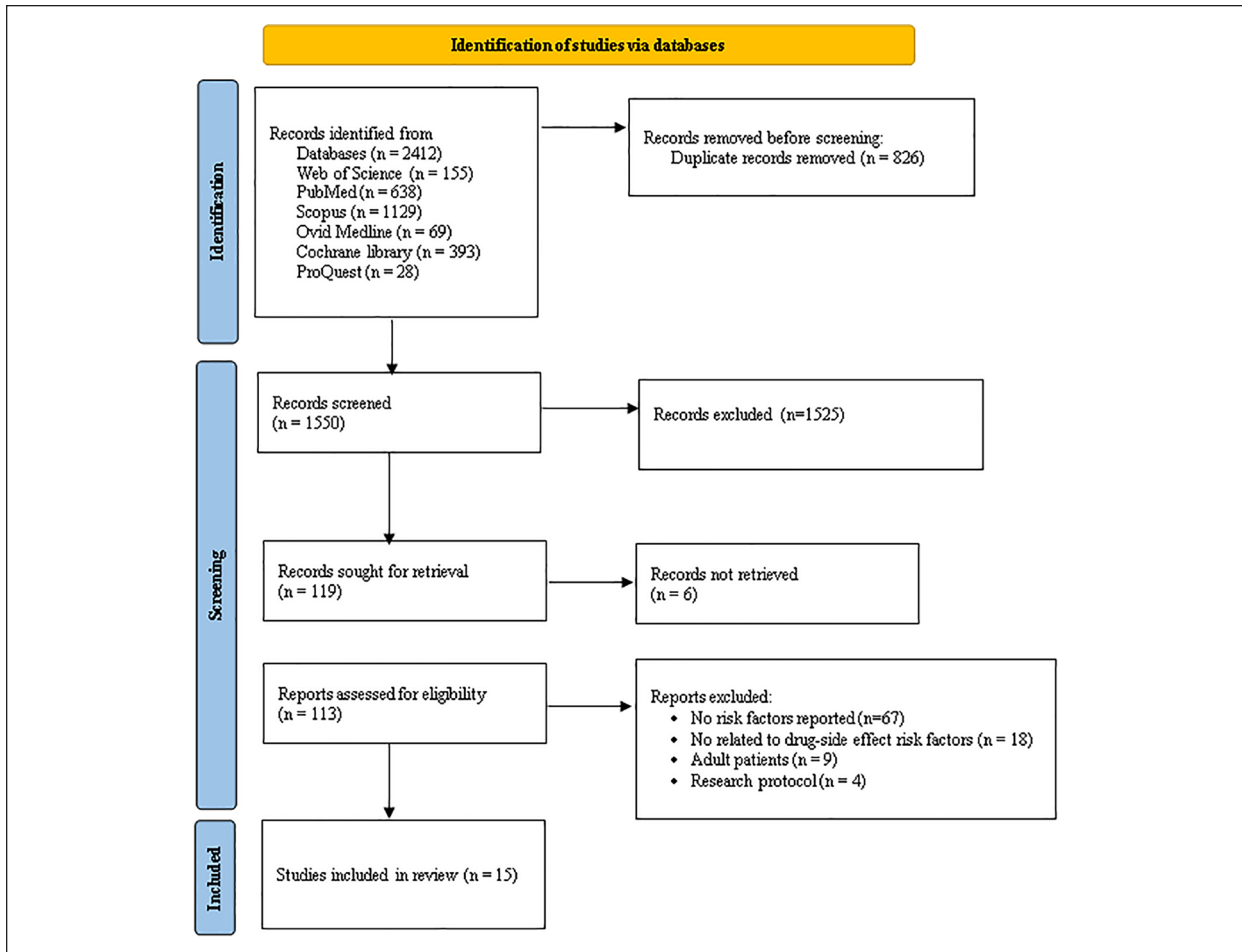 Identification of studies via databases
Identification
Records identified from
Databases (n = 2412)
Web of Science (n = 155)
PubMed (n = 638)
Scopus (n = 1129)
Ovid Medline (n = 69)
Cochrane library (n = 393)
ProQuest (n = 28)
Records removed before screening:
Duplicate records removed (n = 826)
Screening
Records screened
(n = 1550)
Records excluded (n=1525)
Records sought for retrieval
(n = 119)
Records not retrieved
(n = 6)
Reports assessed for eligibility
(n = 113)
Reports excluded:
• No risk factors reported (n=67)
• No related to drug-side effect risk factors (n = 18)
• Adult patients (n = 9)
• Research protocol (n = 4)
Included
Studies included in review (n = 15)